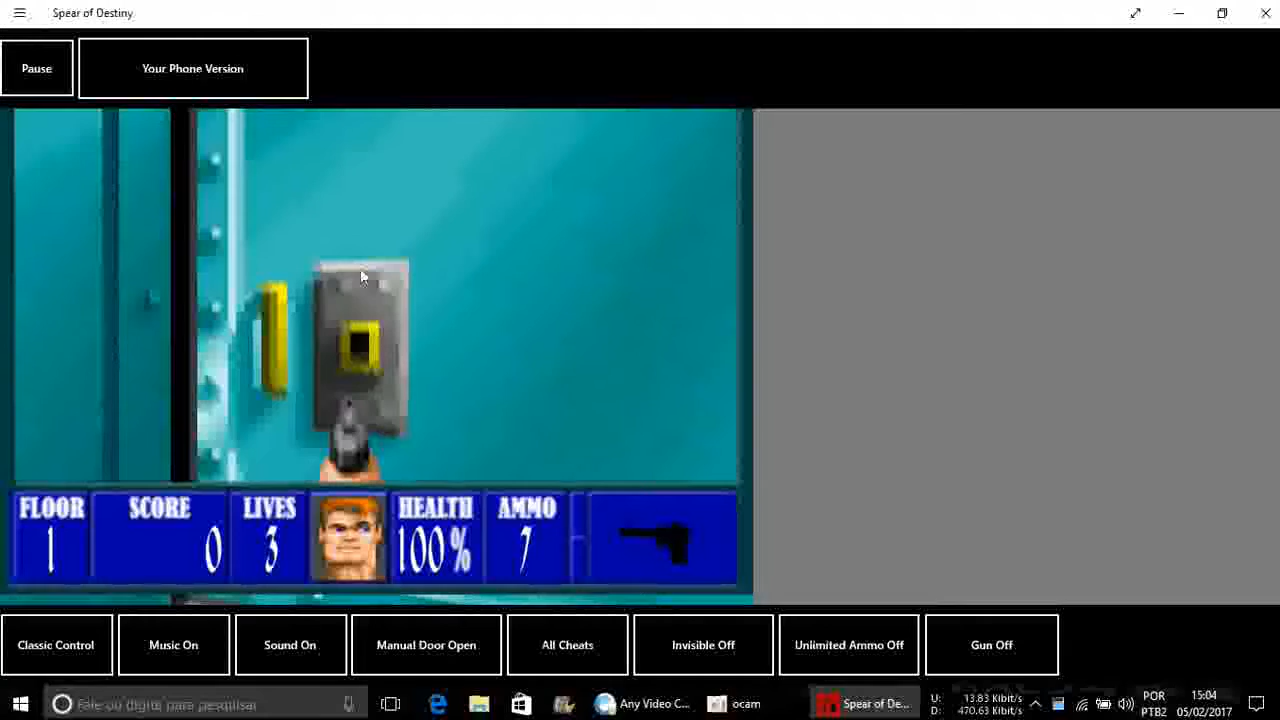 Spear of Destiny
Pause
Your Phone Version
FLOOR SCORE LIVES HEALTH AMMO
1 0 3 100% 7
Classic Control
Music On
Sound On
Manual Door Open
All Cheats
Invisible Off
Unlimited Ammo Off
Gun Off
Fale ou digite para pesquisar
Any Video C...
ocam
Spear of De...
U: 13.83 Kibit/s
D: 470.63 Kibit/s
POR
PTB2
15:04
05/02/2017